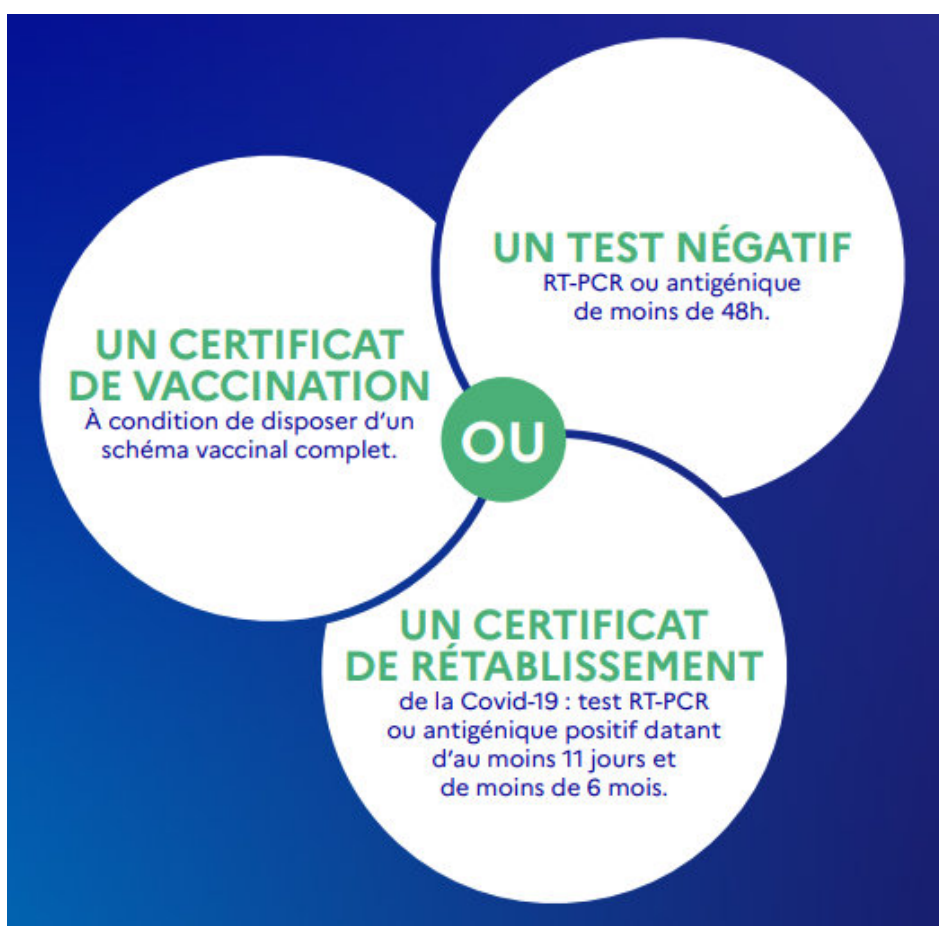 UN TEST NÉGATIF
RT-PCR ou antigénique
de moins de 48h.
UN CERTIFICAT
DE VACCINATION
À condition de disposer d'un
schéma vaccinal complet.
OU
UN CERTIFICAT
DE RÉTABLISSEMENT
de la Covid-19 : test RT-PCR
ou antigénique positif datant
d'au moins 11 jours et
de moins de 6 mois.